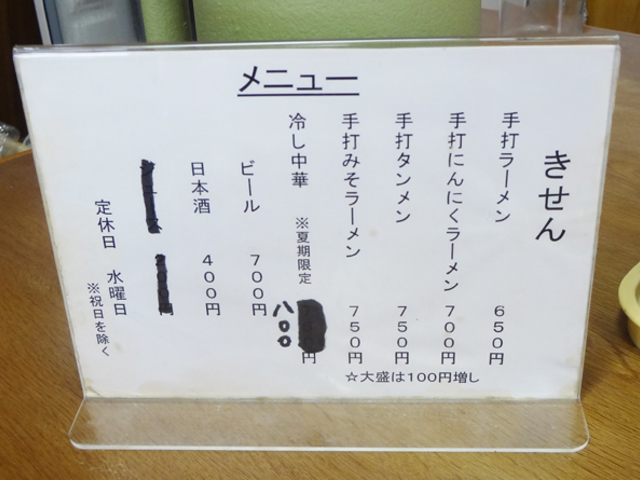 メニュー
きせん
手打ラーメン 650円
手打にんにくラーメン 700円
手打タンメン 750円
手打みそラーメン 750円
☆大盛は100円増し
冷し中華 ※夏期限定 八〇〇円
ビール 700円
日本酒 400円
円
定休日 水曜日
※祝日を除く